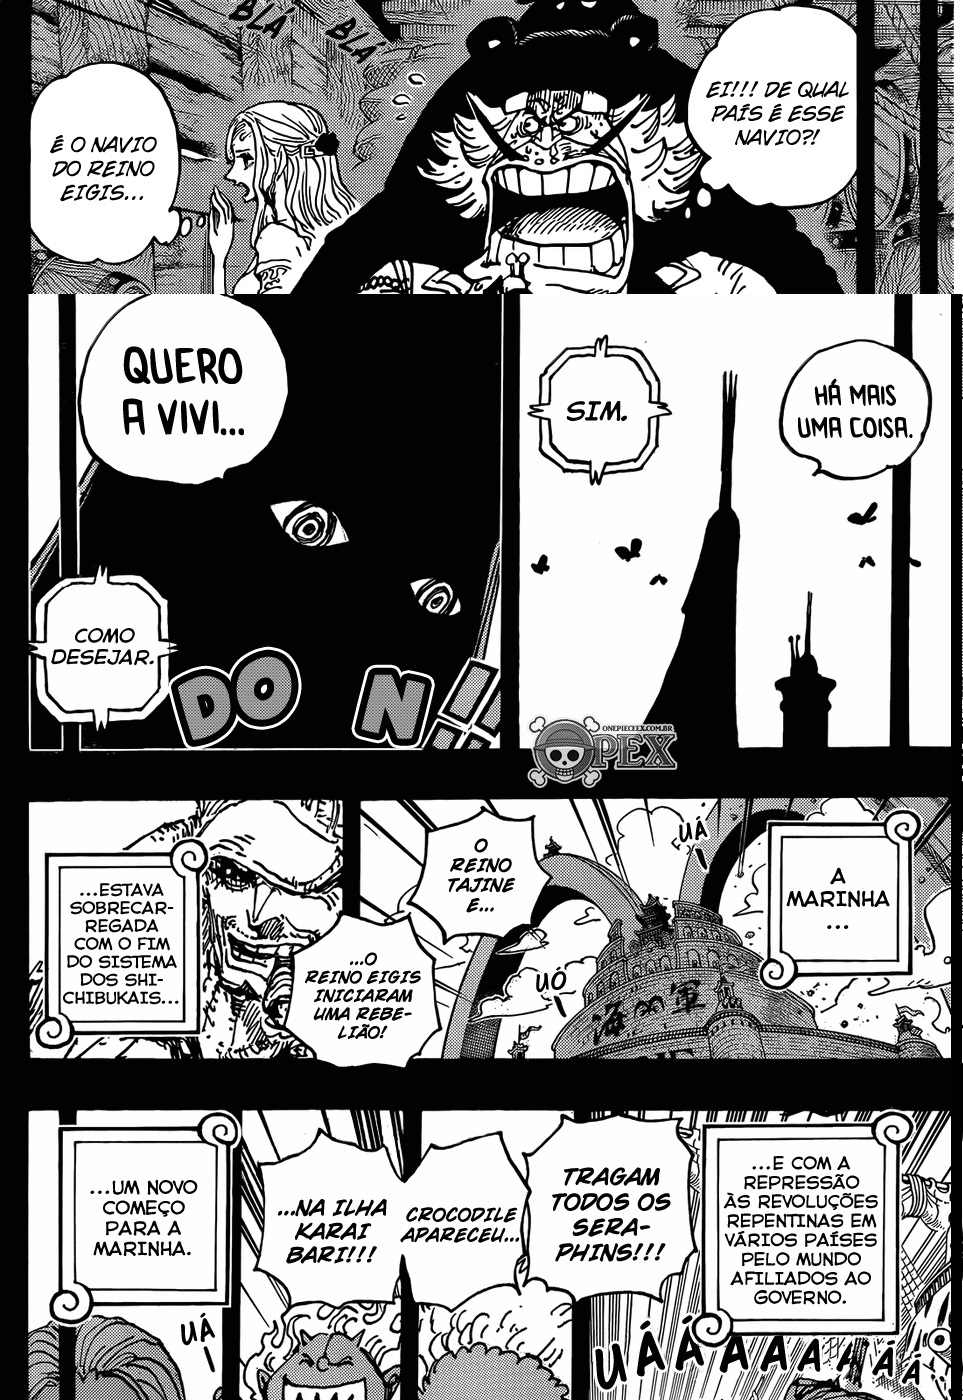 BLÁ
BLÁ
EI!!! DE QUAL
PAÍS É ESSE
NAVIO?!
É O NAVIO
DO REINO
EIGIS...
HÁ MAIS
UMA COISA.
SIM.
QUERO
A VIVI...
COMO
DESEJAR.
DO N!!
ONEPIECEEX.COM.BR
OPEX
A
MARINHA
...
UÁ
UÓ
海軍
O
REINO
TAJINE
E...
...O
REINO EIGIS
INICIARAM
UMA REBE-
LIÃO!
...ESTAVA
SOBRECAR-
REGADA
COM O FIM
DO SISTEMA
DOS SHI-
CHIBUKAIS...
...E COM A
REPRESSÃO
ÀS REVOLUÇÕES
REPENTINAS EM
VÁRIOS PAÍSES
PELO MUNDO
AFILIADOS AO
GOVERNO.
TRAGAM
TODOS OS
SERA-
PHINS!!!
CROCODILE
APARECEU...
...NA ILHA
KARAI
BARI!!!
...UM NOVO
COMEÇO
PARA A
MARINHA.
UÁ
UÁÁÁÁÁÁÁÁ